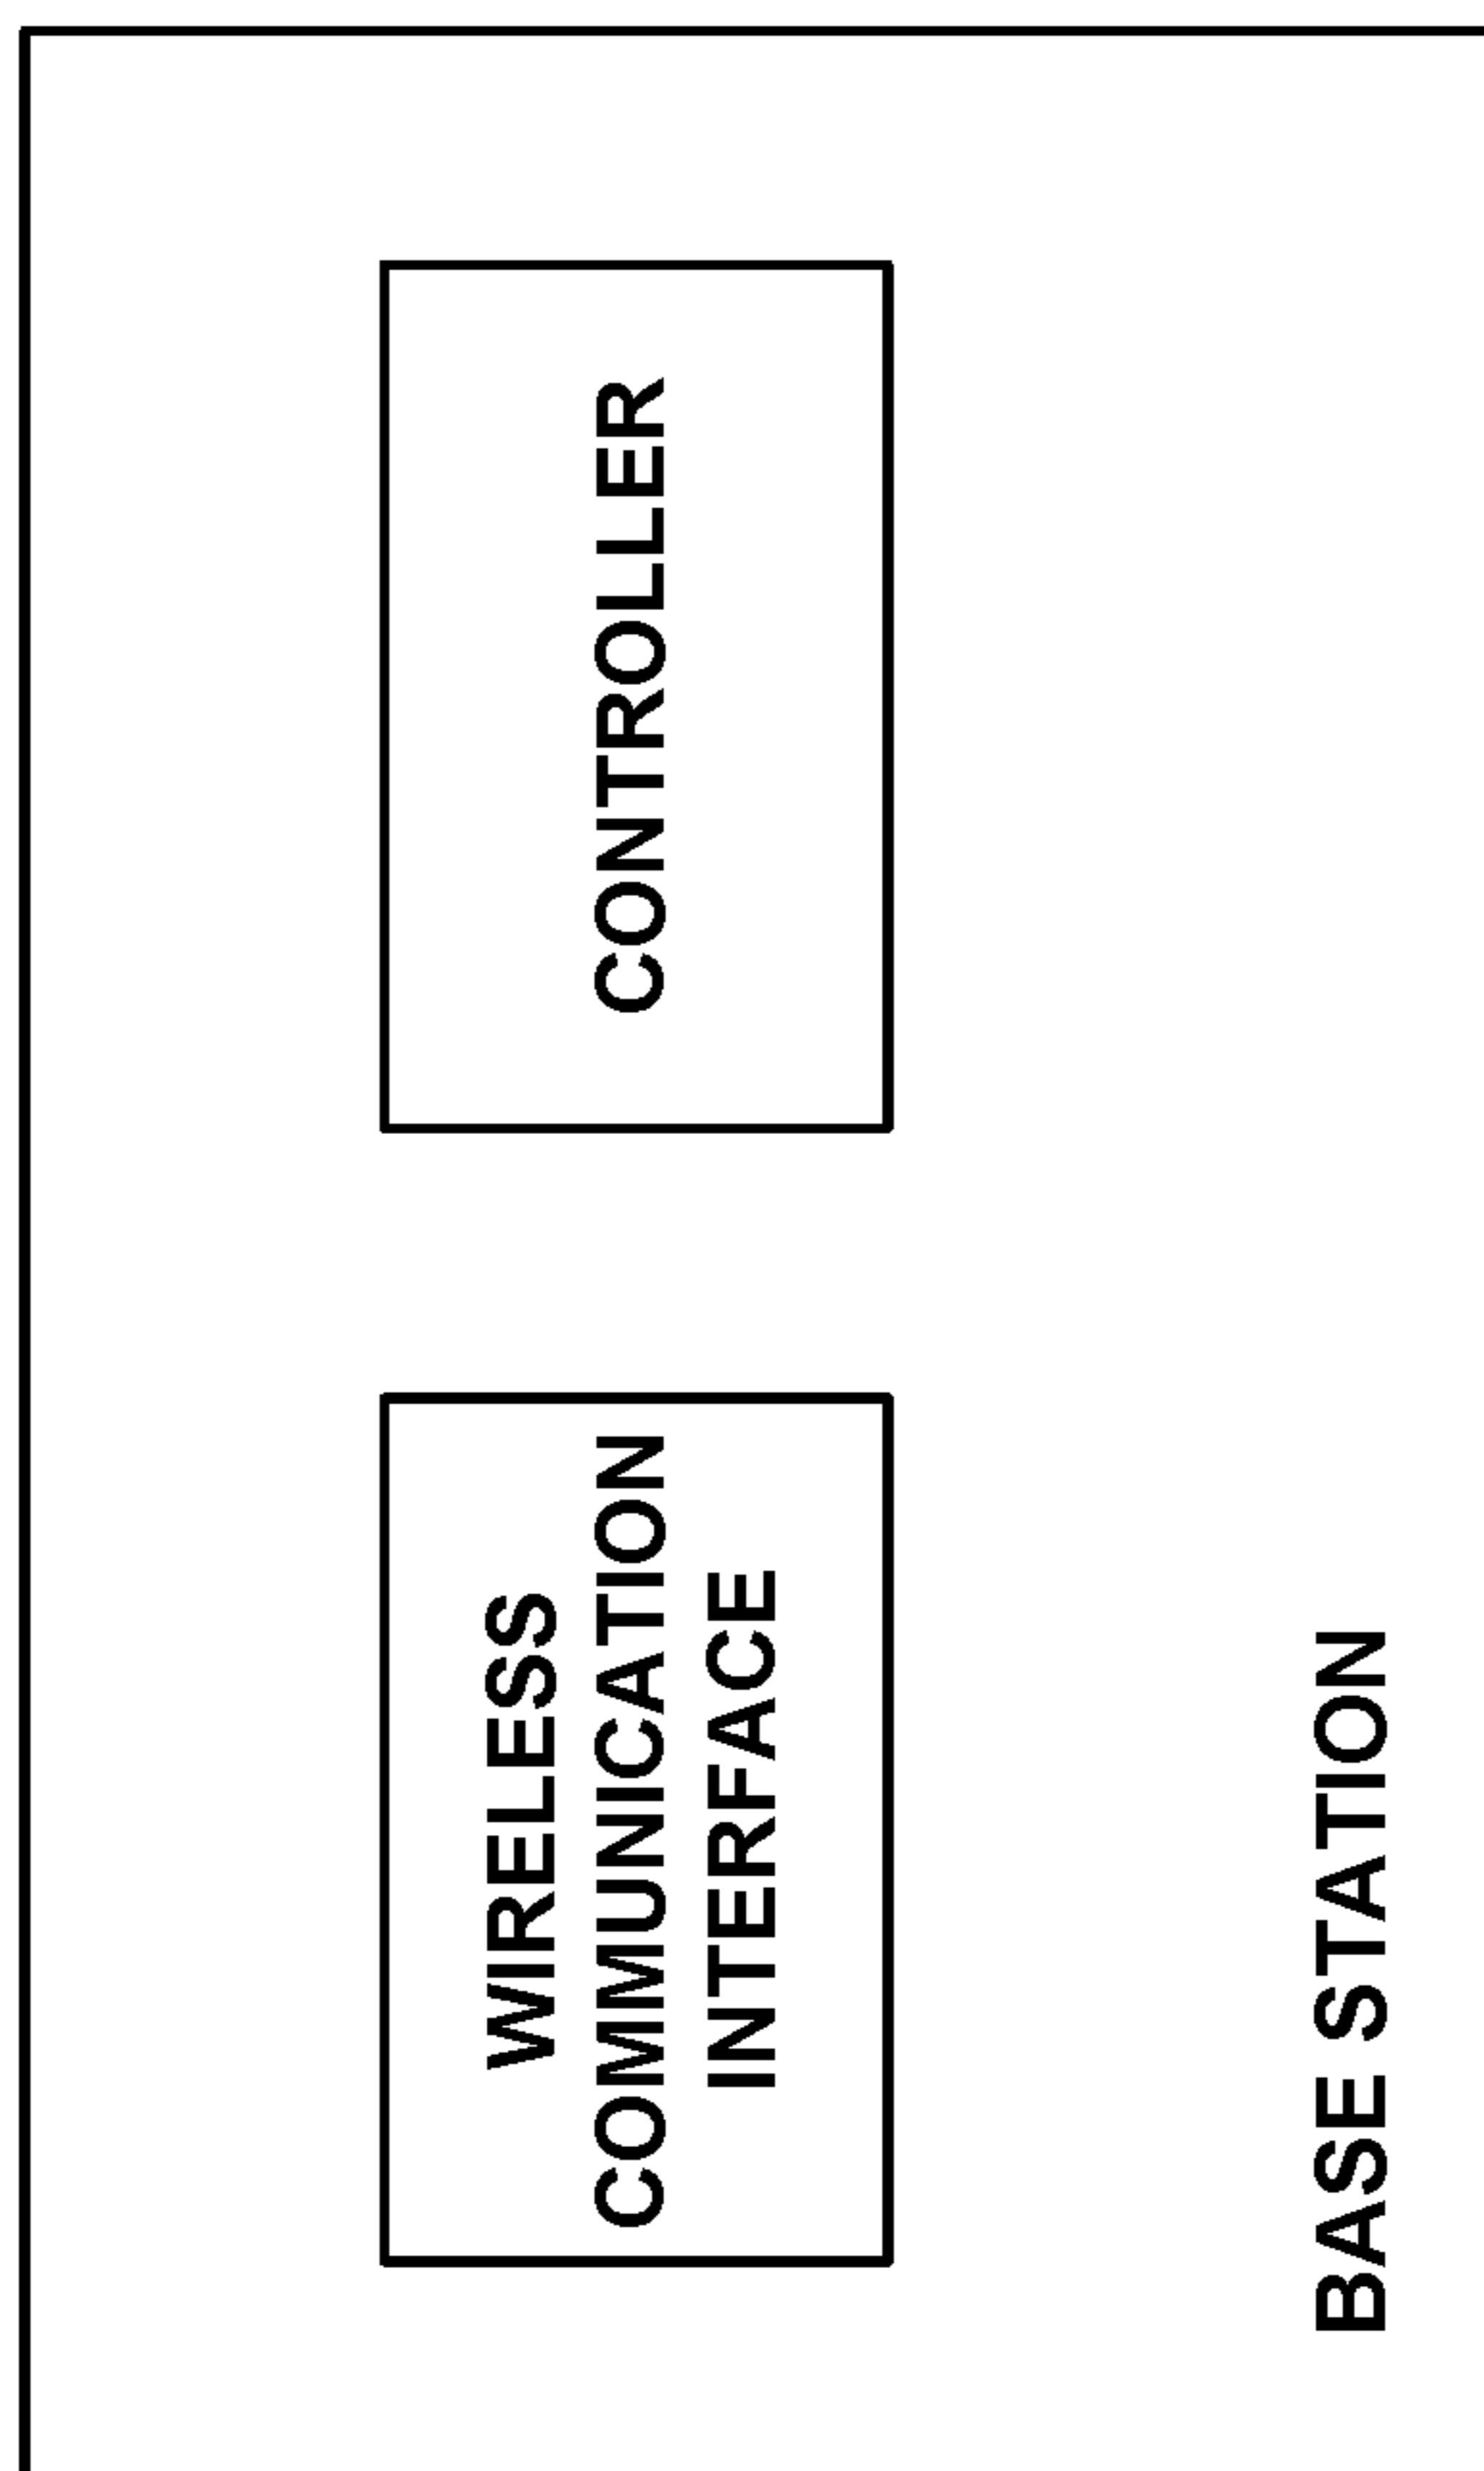 WIRELESS
COMMUNICATION
INTERFACE
CONTROLLER
BASE STATION